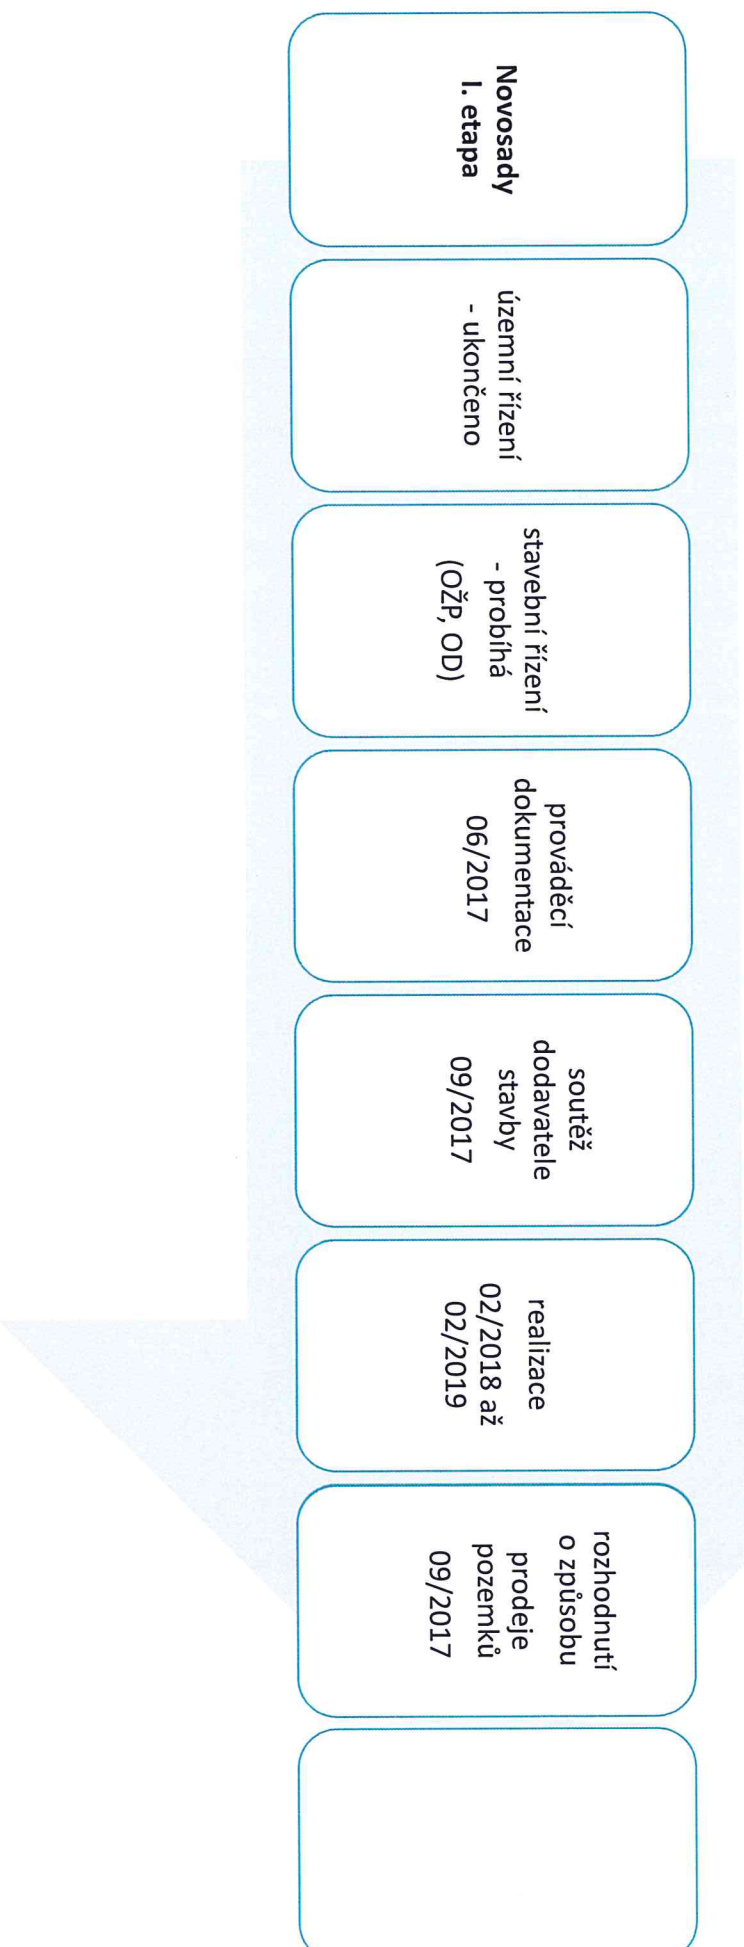 Novosady
I. etapa
územní řízení
- ukončeno
stavební řízení
- probíhá
(OŽP, OD)
prováděcí
dokumentace
06/2017
soutěž
dodavatele
stavby
09/2017
realizace
02/2018 až
02/2019
rozhodnutí
o způsobu
prodeje
pozemků
09/2017